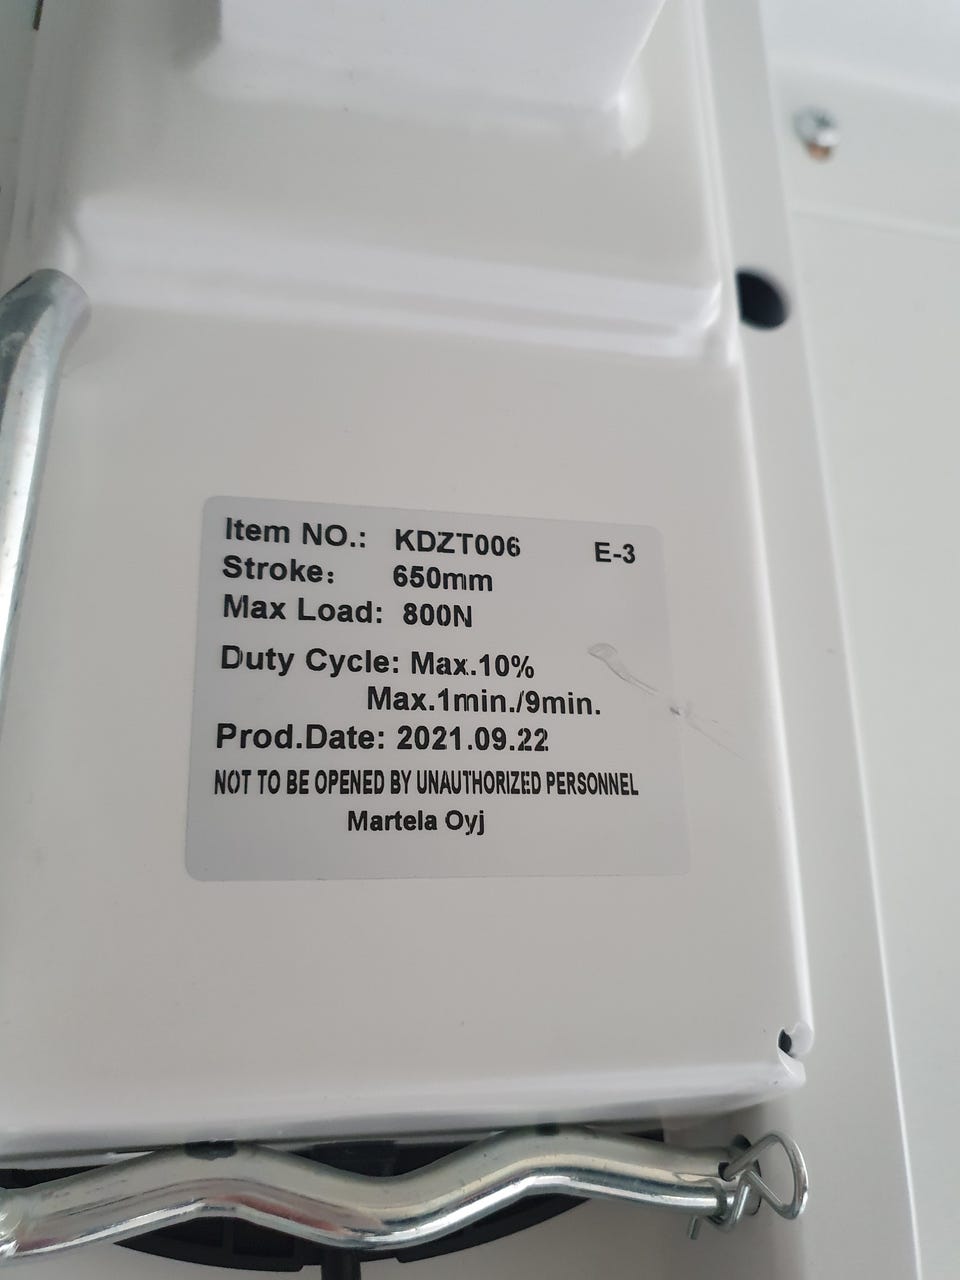 Item NO.: KDZT006 E-3
Stroke: 650mm
Max Load: 800N
Duty Cycle: Max.10%
Max.1min./9min.
Prod.Date: 2021.09.22
NOT TO BE OPENED BY UNAUTHORIZED PERSONNEL
Martela Oyj